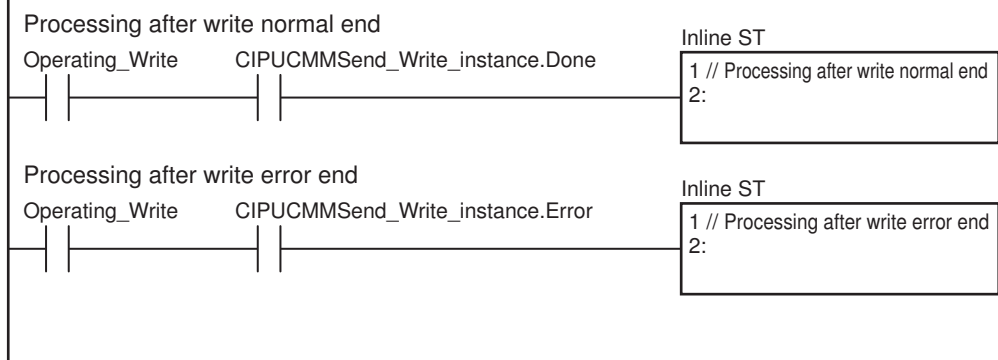 Processing after write normal end
Inline ST
Operating_Write CIPUCMMSend_Write_instance.Done
1 // Processing after write normal end
2:
Processing after write error end
Inline ST
Operating_Write CIPUCMMSend_Write_instance.Error
1 // Processing after write error end
2: